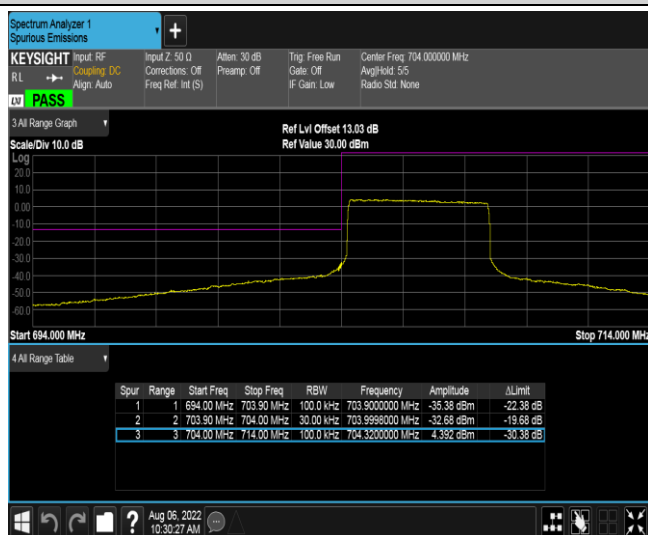 Spectrum Analyzer 1
Spurious Emissions
+
KEYSIGHT Input: RF Input Z: 50 Ω Atten: 30 dB Trig: Free Run Center Freq: 704.000000 MHz
RL Coupling: DC Corrections: Off Preamp: Off Gate: Off Avg|Hold: 5/5
Align: Auto Freq Ref: Int (S) IF Gain: Low Radio Std: None
LXI PASS
3 All Range Graph
Ref Lvl Offset 13.03 dB
Scale/Div 10.0 dB Ref Value 30.00 dBm
Log
20.0
10.0
0.00
-10.0
-20.0
-30.0
-40.0
-50.0
-60.0
Start 694.000 MHz Stop 714.000 MHz
4 All Range Table
Spur Range Start Freq Stop Freq RBW Frequency Amplitude ΔLimit
1 1 694.00 MHz 703.90 MHz 100.0 kHz 703.9000000 MHz -35.38 dBm -22.38 dB
2 2 703.90 MHz 704.00 MHz 30.00 kHz 703.9998000 MHz -32.68 dBm -19.68 dB
3 3 704.00 MHz 714.00 MHz 100.0 kHz 704.3200000 MHz 4.392 dBm -30.38 dB
? Aug 06, 2022
10:30:27 AM